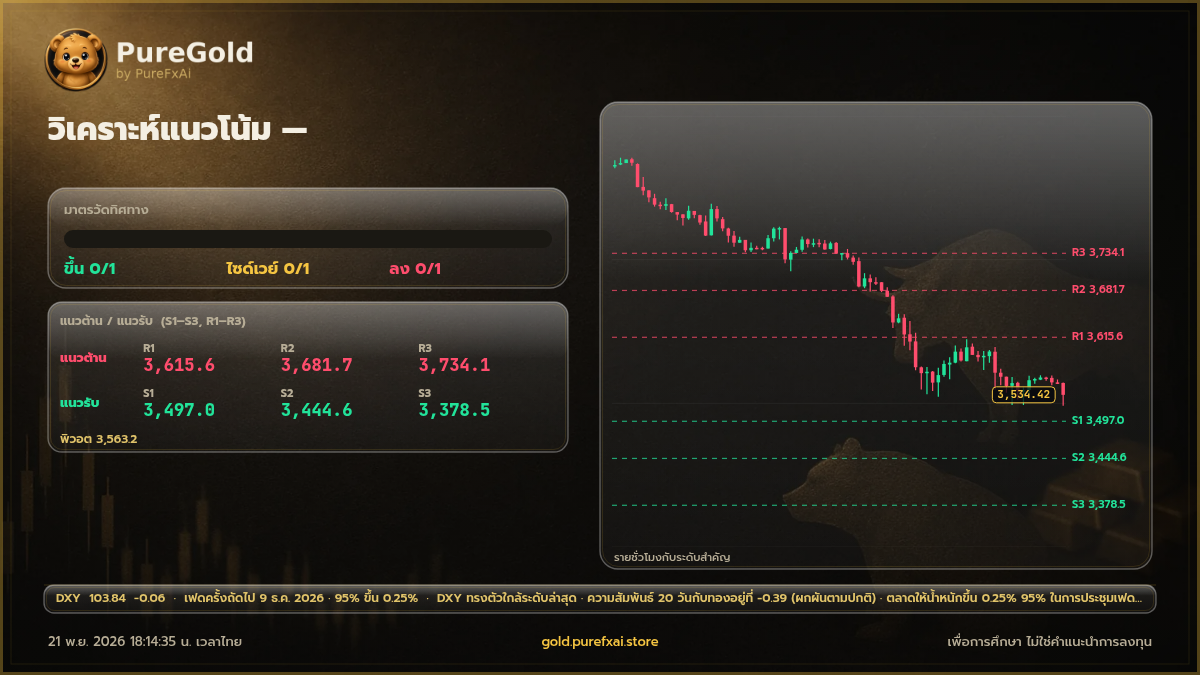 PureGold
by PureFxAi
วิเคราะห์แนวโน้ม —
มาตรวัดทิศทาง
ขึ้น 0/1 ไซด์เวย์ 0/1 ลง 0/1
แนวต้าน / แนวรับ (S1–S3, R1–R3)
R1 R2 R3
แนวต้าน 3,615.6 3,681.7 3,734.1
S1 S2 S3
แนวรับ 3,497.0 3,444.6 3,378.5
พิวอต 3,563.2
R3 3,734.1
R2 3,681.7
R1 3,615.6
3,534.42
S1 3,497.0
S2 3,444.6
S3 3,378.5
รายชั่วโมงกับระดับสำคัญ
DXY 103.84 -0.06 · เฟดครั้งถัดไป 9 ธ.ค. 2026 · 95% ขึ้น 0.25% · DXY ทรงตัวใกล้ระดับล่าสุด · ความสัมพันธ์ 20 วันกับทองอยู่ที่ -0.39 (ผกผันตามปกติ) · ตลาดให้น้ำหนักขึ้น 0.25% 95% ในการประชุมเฟด…
21 พ.ย. 2026 18:14:35 น. เวลาไทย
gold.purefxai.store
เพื่อการศึกษา ไม่ใช่คำแนะนำการลงทุน